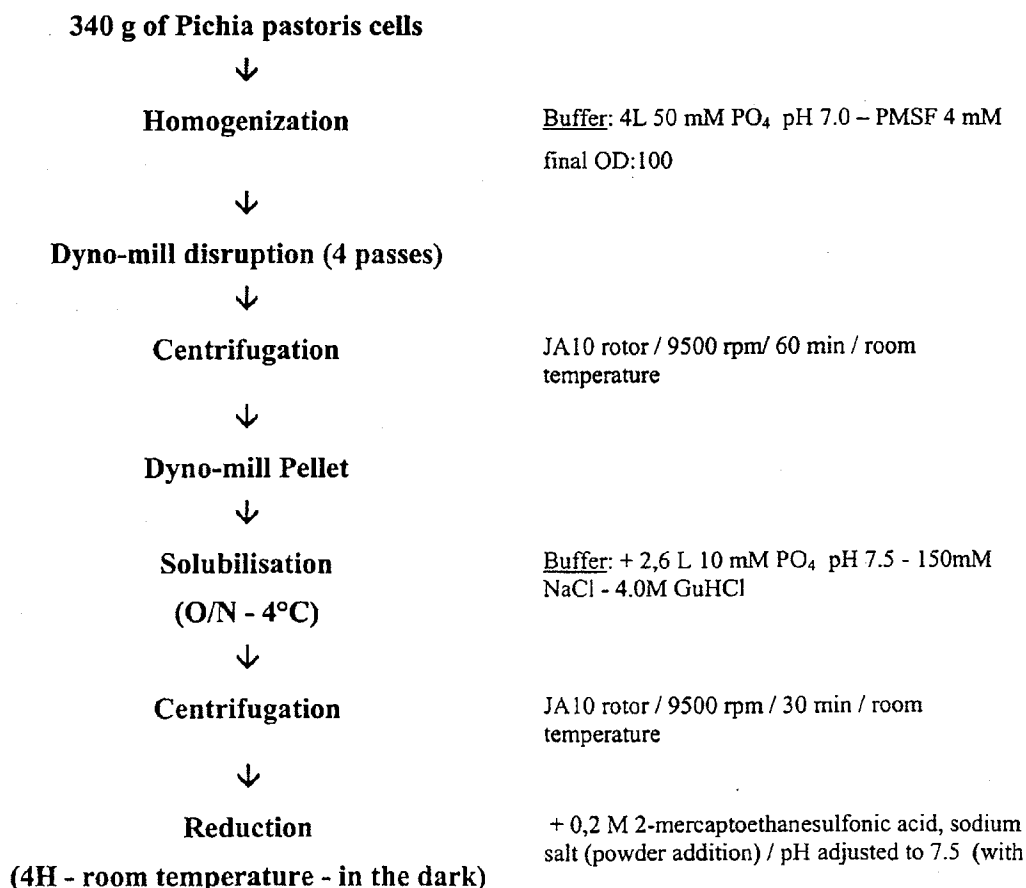 340 g of Pichia pastoris cells
↓
Homogenization
Buffer: 4L 50 mM PO₄ pH 7.0 – PMSF 4 mM
final OD:100
↓
Dyno-mill disruption (4 passes)
↓
Centrifugation
JA10 rotor / 9500 rpm/ 60 min / room
temperature
↓
Dyno-mill Pellet
↓
Solubilisation
(O/N - 4°C)
Buffer: + 2,6 L 10 mM PO₄ pH 7.5 - 150mM
NaCl - 4.0M GuHCl
↓
Centrifugation
JA10 rotor / 9500 rpm / 30 min / room
temperature
↓
Reduction
(4H - room temperature - in the dark)
+ 0,2 M 2-mercaptoethanesulfonic acid, sodium
salt (powder addition) / pH adjusted to 7.5 (with